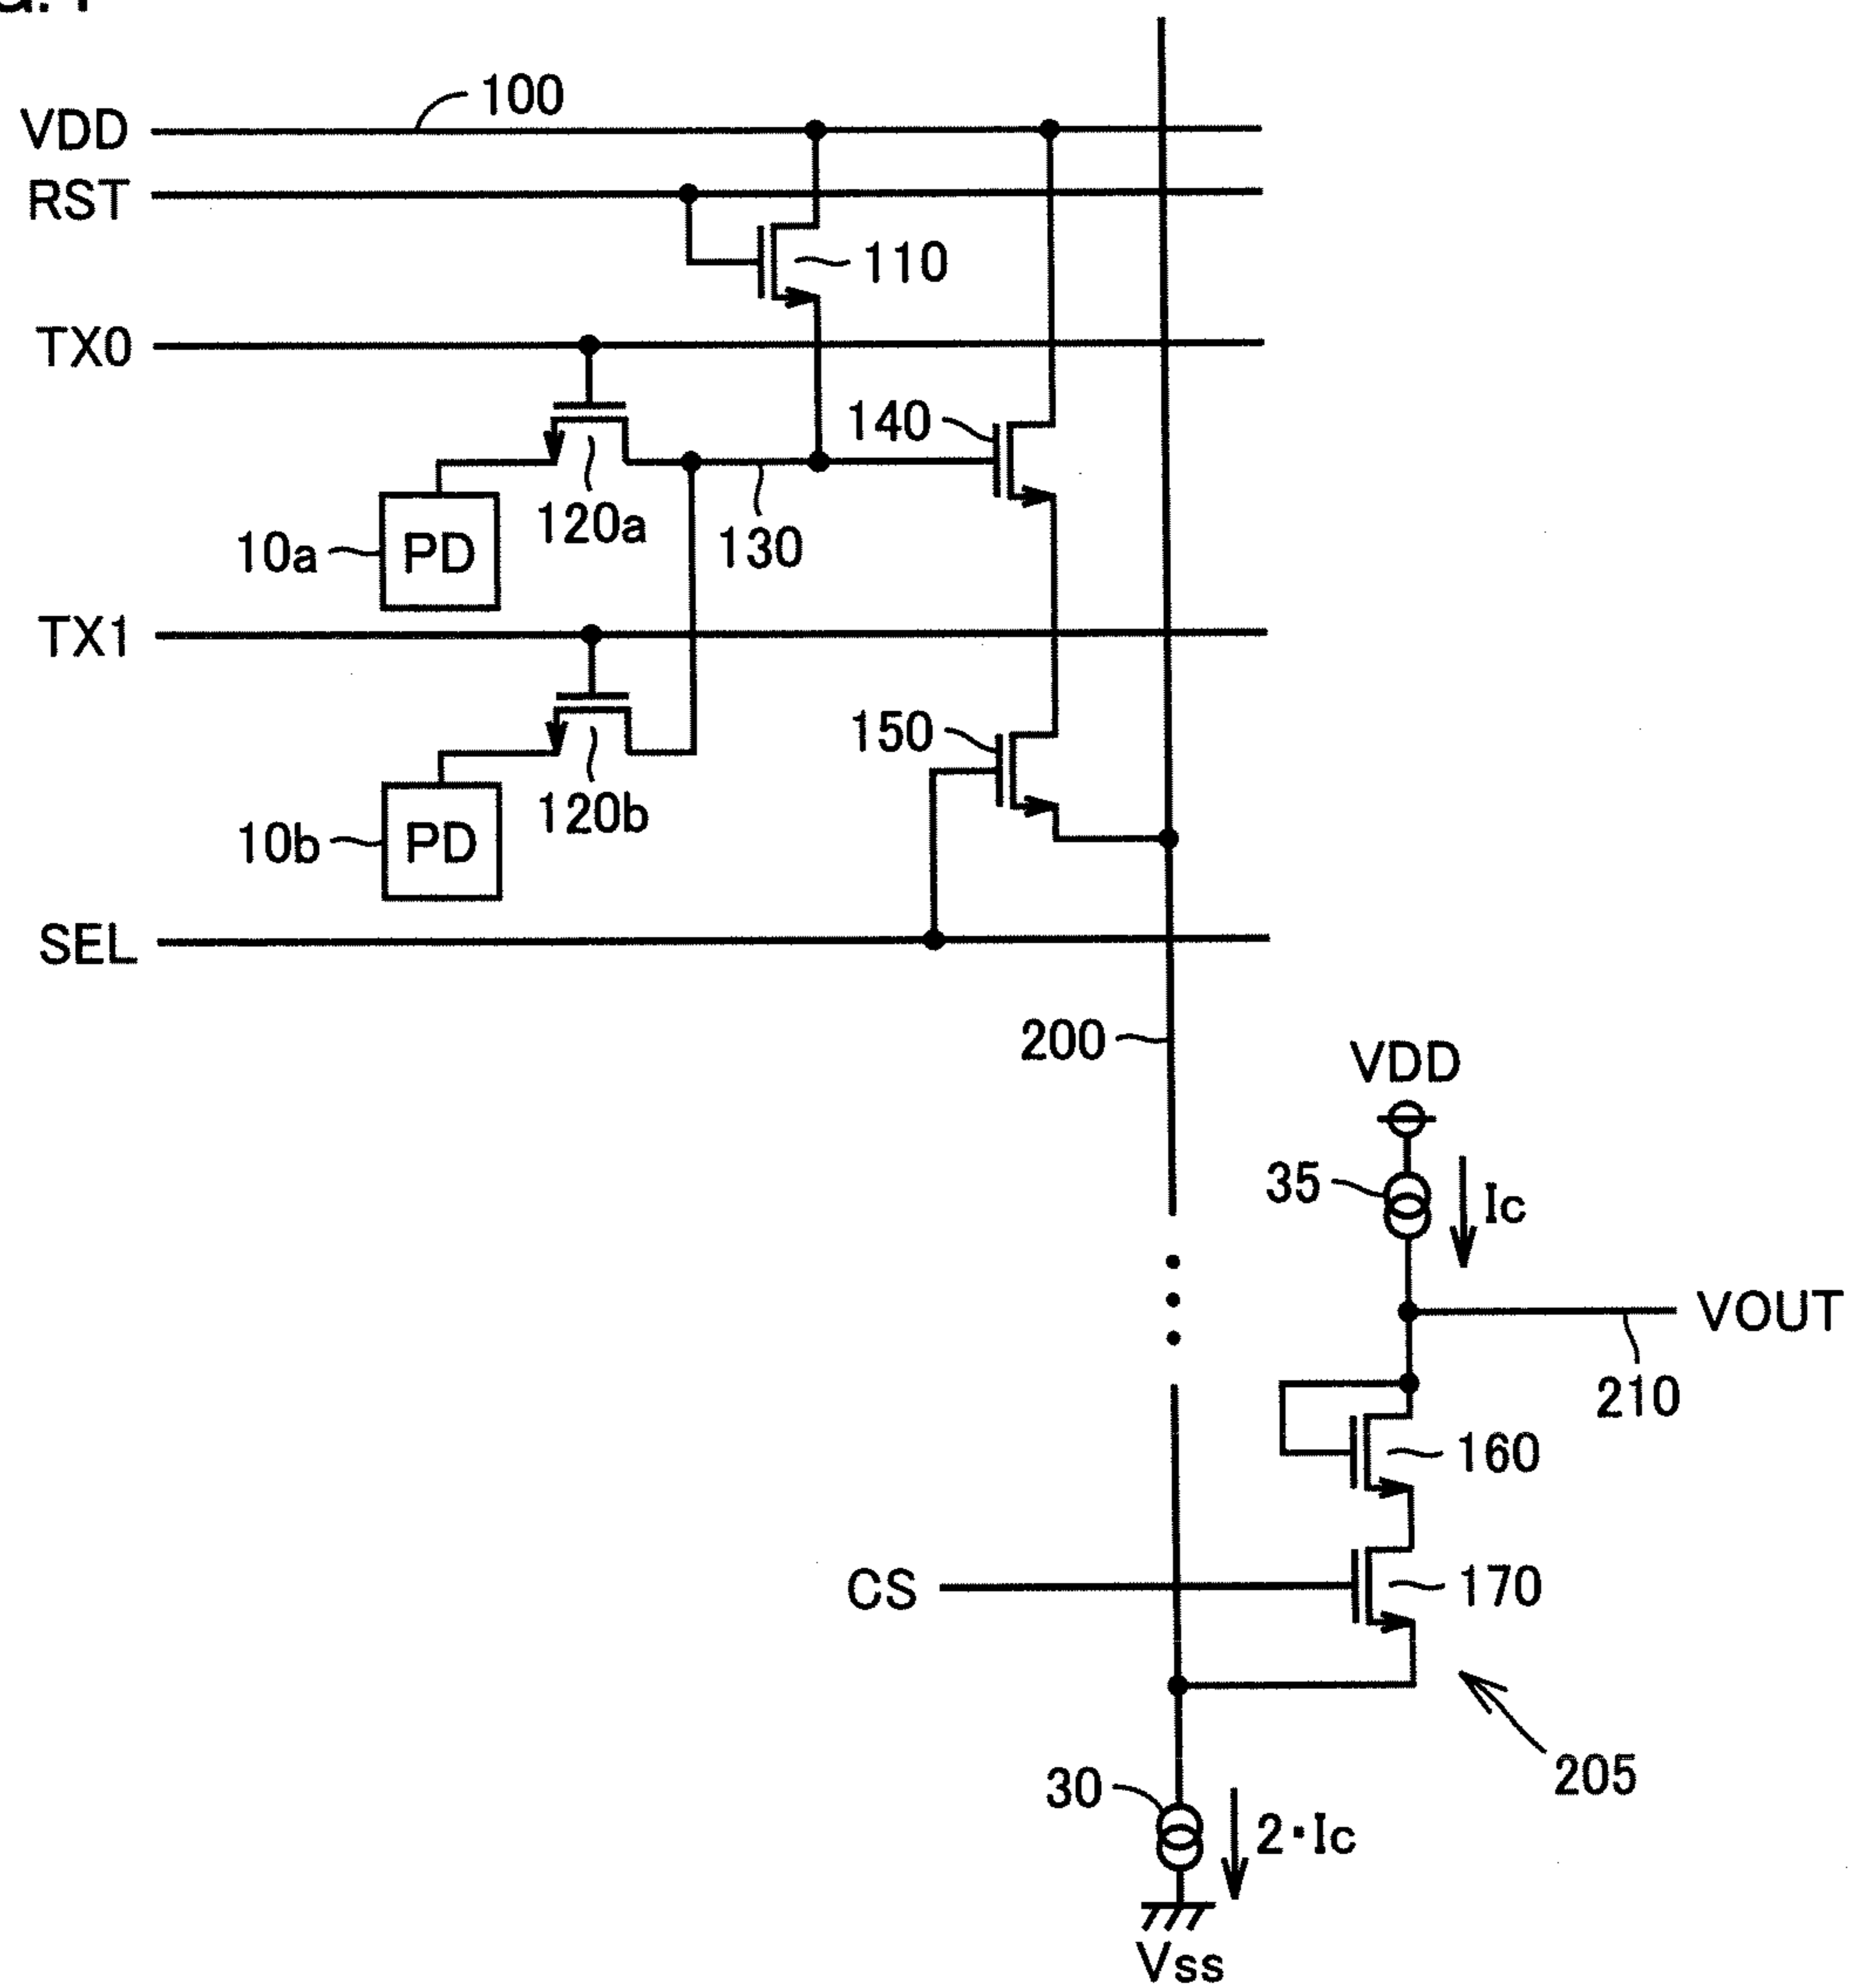 100
VDD
RST
110
TX0
140
120a
130
10a
PD
TX1
150
120b
10b
PD
SEL
200
VDD
35
Ic
VOUT
210
160
CS
170
205
30
2・Ic
Vss